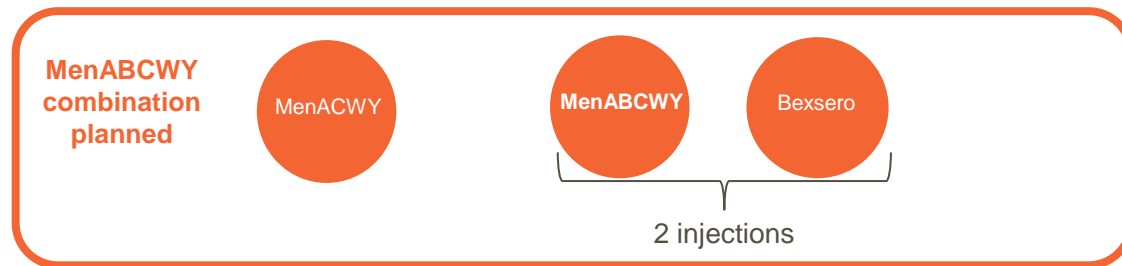 MenABCWY
combination
planned
MenACWY
MenABCWY
Bexsero
2 injections